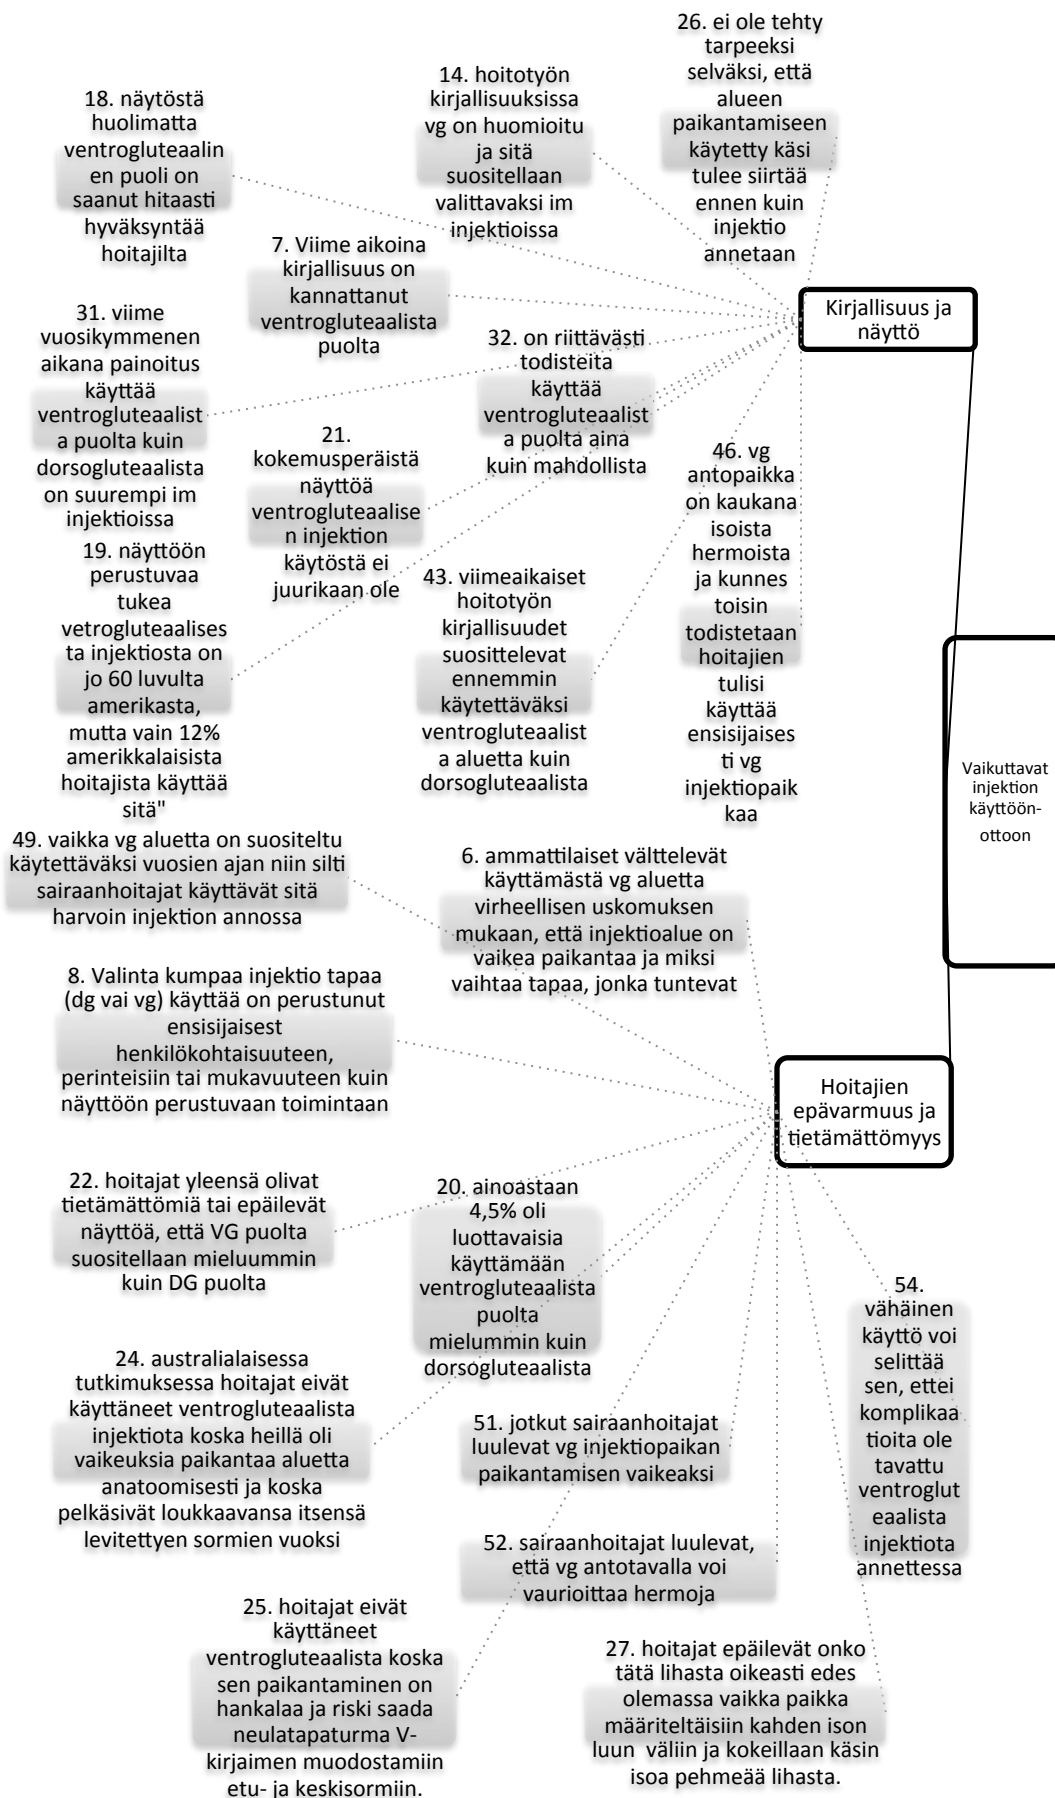 26. ei ole tehty
tarpeeksi
selväksi, että
alueen
paikantamiseen
käytetty käsi
tulee siirtää
ennen kuin
injektio
annetaan
14. hoitotyön
kirjallisuuksissa
vg on huomioitu
ja sitä
suositellaan
valittavaksi im
injektioissa
18. näytöstä
huolimatta
ventrogluteaalin
en puoli on
saanut hitaasti
hyväksyntää
hoitajilta
7. Viime aikoina
kirjallisuus on
kannattanut
ventrogluteaalista
puolta
Kirjallisuus ja
näyttö
31. viime
vuosikymmenen
aikana painoitus
käyttää
ventrogluteaalist
a puolta kuin
dorsogluteaalista
on suurempi im
injektioissa
32. on riittävästi
todisteita
käyttää
ventrogluteaalist
a puolta aina
kuin mahdollista
21.
kokemusperäistä
näyttöä
ventrogluteaalise
n injektion
käytöstä ei
juurikaan ole
46. vg
antopaikka
on kaukana
isoista
hermoista
ja kunnes
toisin
todistetaan
hoitajien
tulisi
käyttää
ensisijaises
ti vg
injektiopaik
kaa
19. näyttöön
perustuvaa
tukea
vetrogluteaalises
ta injektiosta on
jo 60 luvulta
amerikasta,
mutta vain 12%
amerikkalaisista
hoitajista käyttää
sitä"
43. viimeaikaiset
hoitotyön
kirjallisuudet
suosittelevat
ennemmin
käytettäväksi
ventrogluteaalist
a aluetta kuin
dorsogluteaalista
Vaikuttavat
injektion
käyttöön-
ottoon
49. vaikka vg aluetta on suositeltu
käytettäväksi vuosien ajan niin silti
sairaanhoitajat käyttävät sitä
harvoin injektion annossa
6. ammattilaiset välttelevät
käyttämästä vg aluetta
virheellisen uskomuksen
mukaan, että injektioalue on
vaikea paikantaa ja miksi
vaihtaa tapaa, jonka tuntevat
8. Valinta kumpaa injektio tapaa
(dg vai vg) käyttää on perustunut
ensisijaisest
henkilökohtaisuuteen,
perinteisiin tai mukavuuteen kuin
näyttöön perustuvaan toimintaan
Hoitajien
epävarmuus ja
tietämättömyys
22. hoitajat yleensä olivat
tietämättömiä tai epäilevät
näyttöä, että VG puolta
suositellaan mieluummin
kuin DG puolta
20. ainoastaan
4,5% oli
luottavaisia
käyttämään
ventrogluteaalista
puolta
mielummin kuin
dorsogluteaalista
54.
vähäinen
käyttö voi
selittää
sen, ettei
komplikaa
tioita ole
tavattu
ventroglut
eaalista
injektiota
annettessa
24. australialaisessa
tutkimuksessa hoitajat eivät
käyttäneet ventrogluteaalista
injektiota koska heillä oli
vaikeuksia paikantaa aluetta
anatoomisesti ja koska
pelkäsivät loukkaavansa itsensä
levitettyen sormien vuoksi
51. jotkut sairaanhoitajat
luulevat vg injektiopaikan
paikantamisen vaikeaksi
52. sairaanhoitajat luulevat,
että vg antotavalla voi
vaurioittaa hermoja
25. hoitajat eivät
käyttäneet
ventrogluteaalista koska
sen paikantaminen on
hankalaa ja riski saada
neulatapaturma V-
kirjaimen muodostamiin
etu- ja keskisormiin.
27. hoitajat epäilevät onko
tätä lihasta oikeasti edes
olemassa vaikka paikka
määriteltäisiin kahden ison
luun väliin ja kokeillaan käsin
isoa pehmeää lihasta.